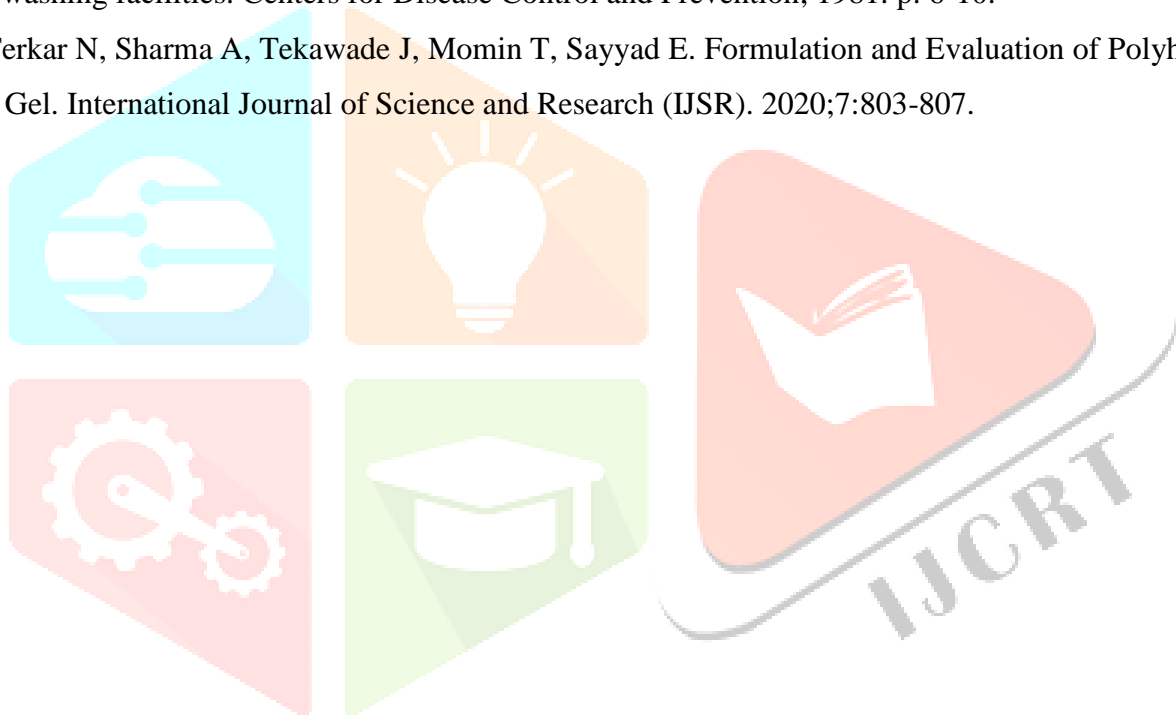 washing facilities. Centers for Disease Control and Prevention, 1981. p. 6-10.
erkar N, Sharma A, Tekawade J, Momin T, Sayyad E. Formulation and Evaluation of Polyh
Gel. International Journal of Science and Research (IJSR). 2020;7:803-807.
IJCRT